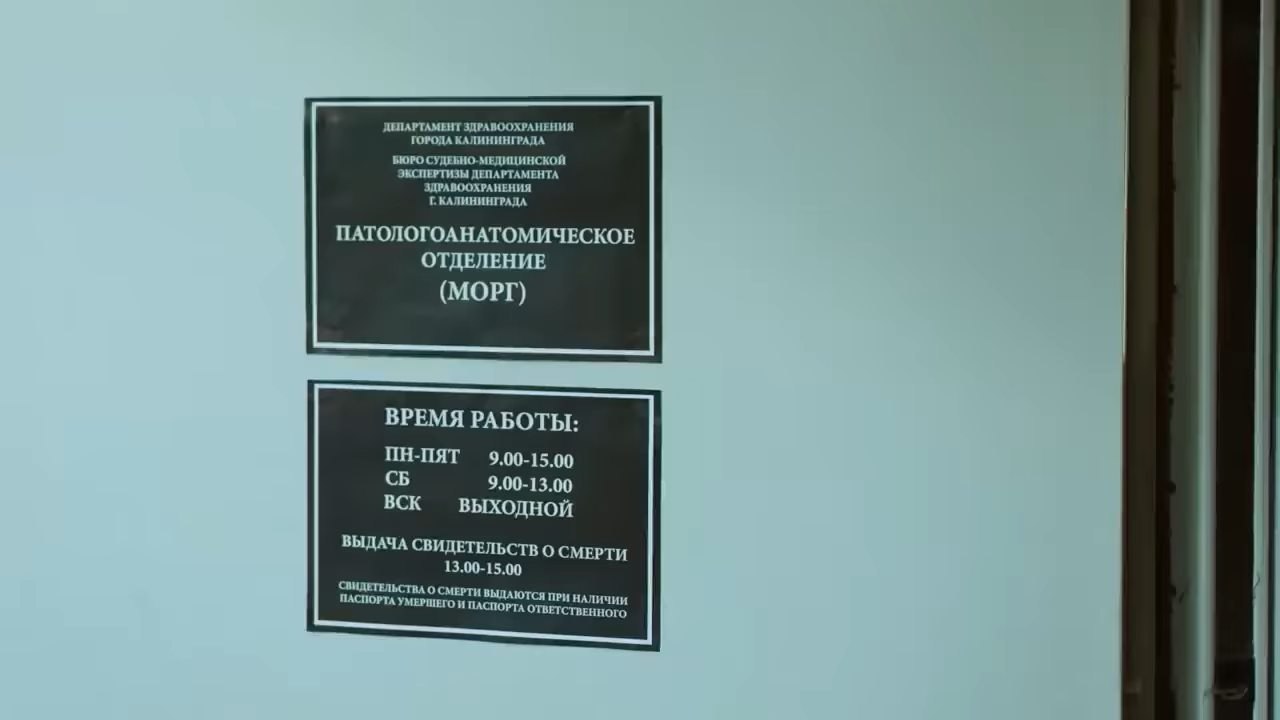 ДЕПАРТАМЕНТ ЗДРАВООХРАНЕНИЯ
ГОРОДА КАЛИНИНГРАДА
БЮРО СУДЕБНО-МЕДИЦИНСКОЙ
ЭКСПЕРТИЗЫ ДЕПАРТАМЕНТА
ЗДРАВООХРАНЕНИЯ
Г. КАЛИНИНГРАДА
ПАТОЛОГОАНАТОМИЧЕСКОЕ
ОТДЕЛЕНИЕ
(МОРГ)
ВРЕМЯ РАБОТЫ:
ПН-ПЯТ 9.00-15.00
СБ 9.00-13.00
ВСК ВЫХОДНОЙ
ВЫДАЧА СВИДЕТЕЛЬСТВ О СМЕРТИ
13.00-15.00
СВИДЕТЕЛЬСТВА О СМЕРТИ ВЫДАЮТСЯ ПРИ НАЛИЧИИ
ПАСПОРТА УМЕРШЕГО И ПАСПОРТА ОТВЕТСТВЕННОГО